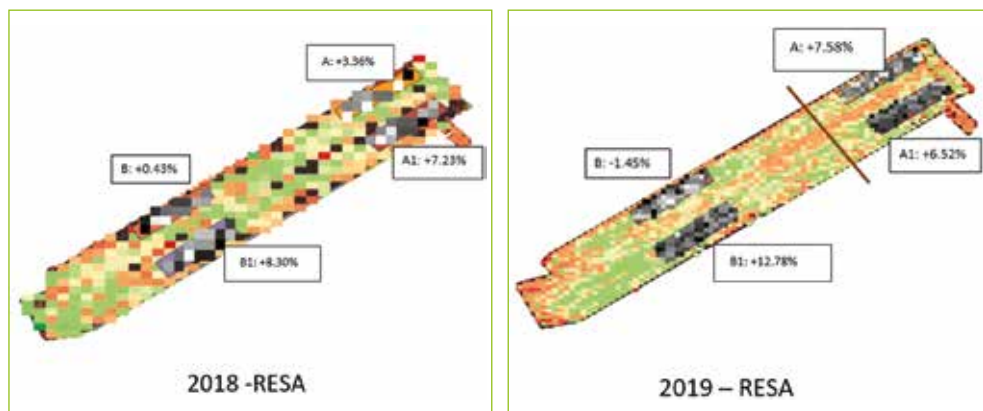 A: +3.36%
B: +0.43%
A1: +7.23%
B1: +8.30%
2018 -RESA
A: +7.58%
B: -1.45%
A1: +6.52%
B1: +12.78%
2019 – RESA